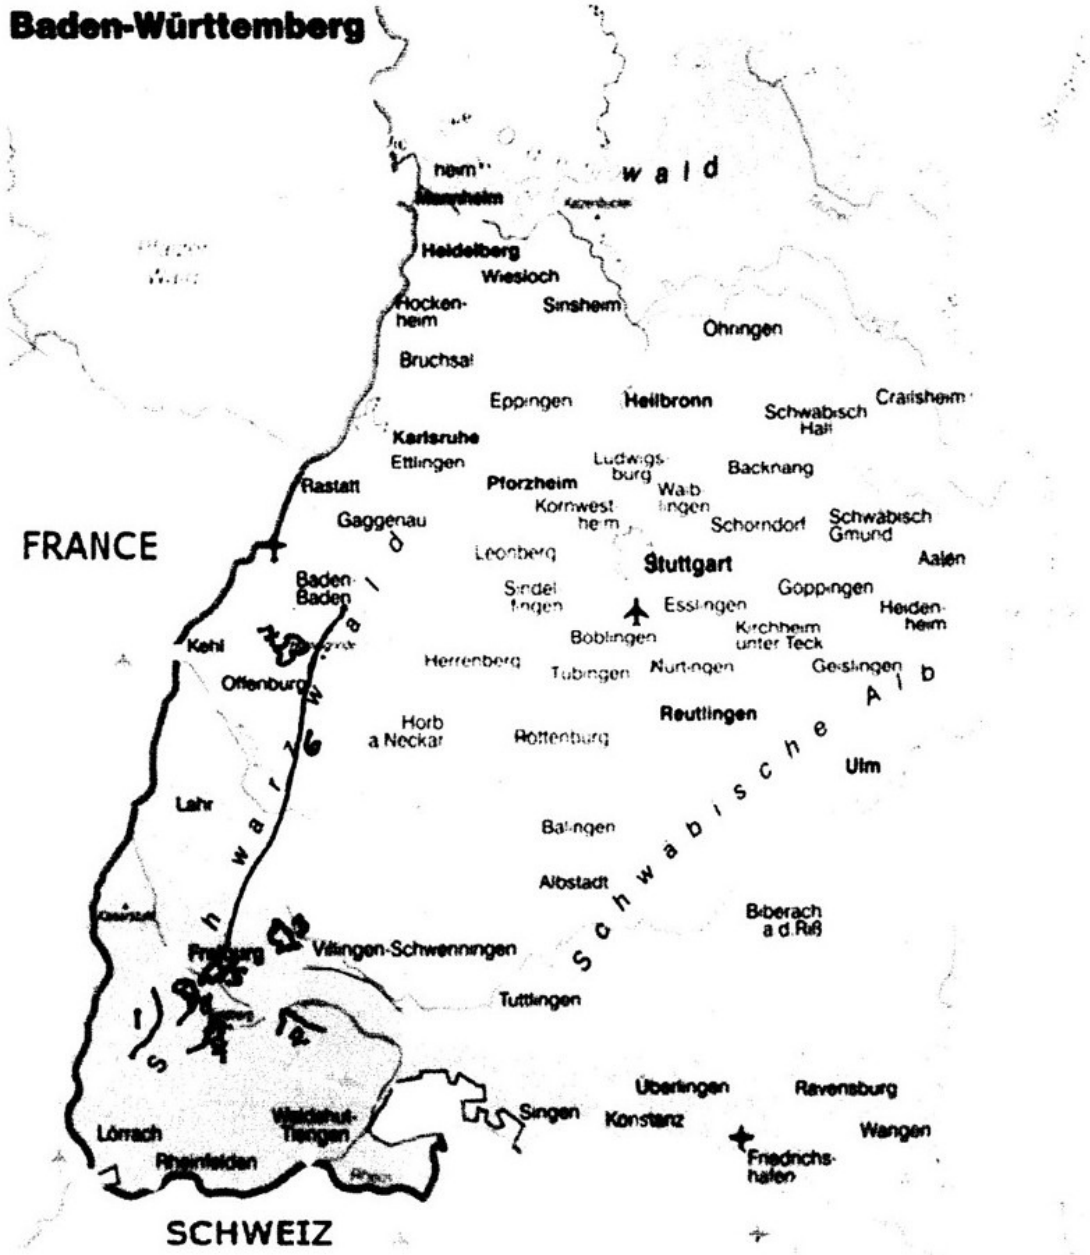 Baden-Württemberg
wald
heim
Mannheim
Katzenbuckel
Heidelberg
Wiesloch
Hocken-
heim
Sinsheim
Öhringen
Bruchsal
Eppingen
Heilbronn
Crailsheim
Schwäbisch
Hall
Karlsruhe
Ettlingen
Ludwigs-
burg
Backnang
Rastatt
Pforzheim
Waib-
lingen
Kornwest-
heim
Gaggenau
Schorndorf
Schwäbisch
Gmünd
FRANCE
Leonberg
Stuttgart
Aalen
Baden-
Baden
Sindel-
fingen
Esslingen
Göppingen
Heiden-
heim
Kehl
Böblingen
Kirchheim
unter Teck
Herrenberg
Tübingen
Nürtingen
Geislingen
Offenburg
Reutlingen
Horb
a Neckar
Rottenburg
Ulm
Schwäbische Alb
Lahr
Balingen
Albstadt
Biberach
a.d.Riß
Kaiserstuhl
Freiburg
Villingen-Schwenningen
Tuttlingen
Schwarzwald
Überlingen
Ravensburg
Singen
Konstanz
Wangen
Lörrach
Waldshut-
Tiengen
Rheinfelden
Friedrichs-
hafen
Rhein
SCHWEIZ